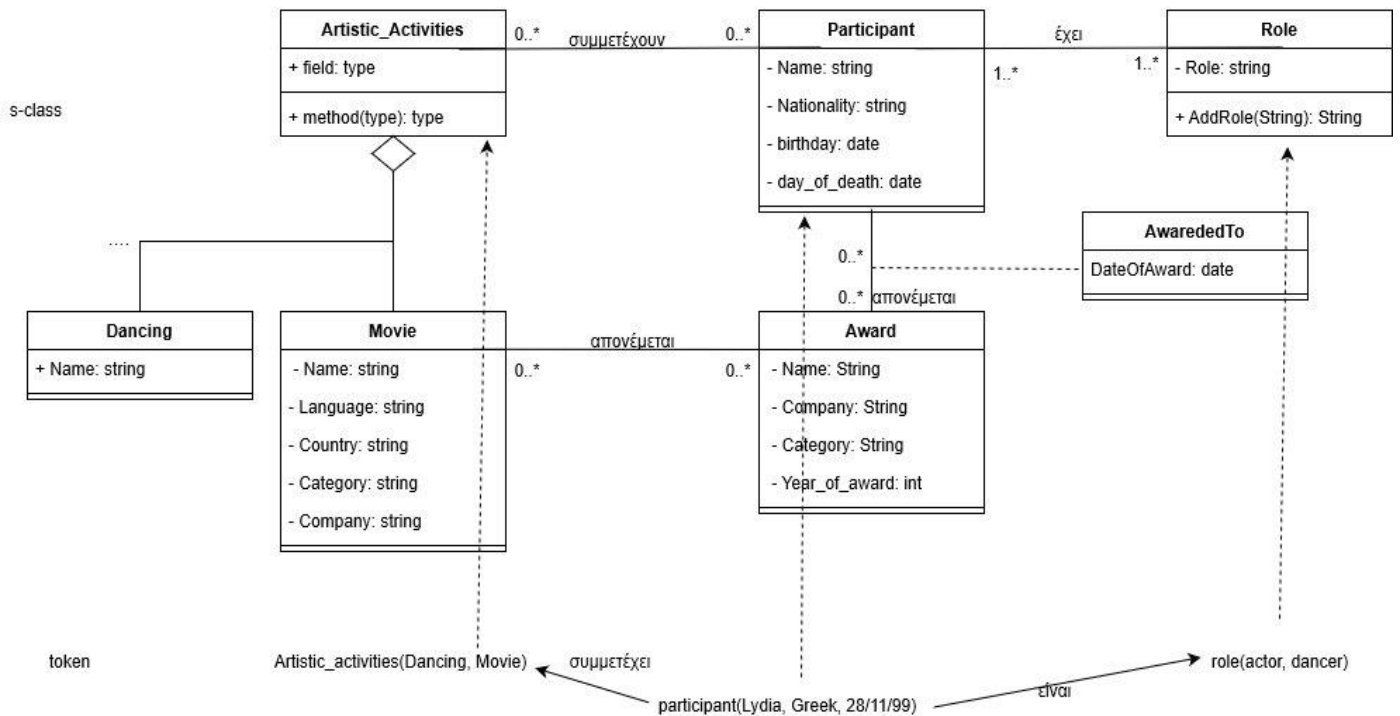 Artistic_Activities
+ field: type
+ method(type): type
0..*
συμμετέχουν
0..*
Participant
- Name: string
- Nationality: string
- birthday: date
- day_of_death: date
έχει
1..*
1..*
Role
- Role: string
+ AddRole(String): String
s-class
....
0..*
0..* απονέμεται
AwarededTo
DateOfAward: date
Dancing
+ Name: string
Movie
- Name: string
- Language: string
- Country: string
- Category: string
- Company: string
απονέμεται
0..*
0..*
Award
- Name: String
- Company: String
- Category: String
- Year_of_award: int
token
Artistic_activities(Dancing, Movie)
συμμετέχει
role(actor, dancer)
είναι
participant(Lydia, Greek, 28/11/99)